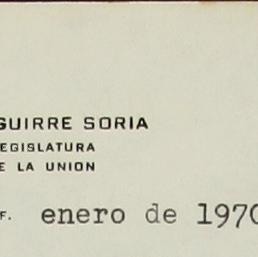 GUIRRE SORIA
EGISLATURA
E LA UNION
F. enero de 1970